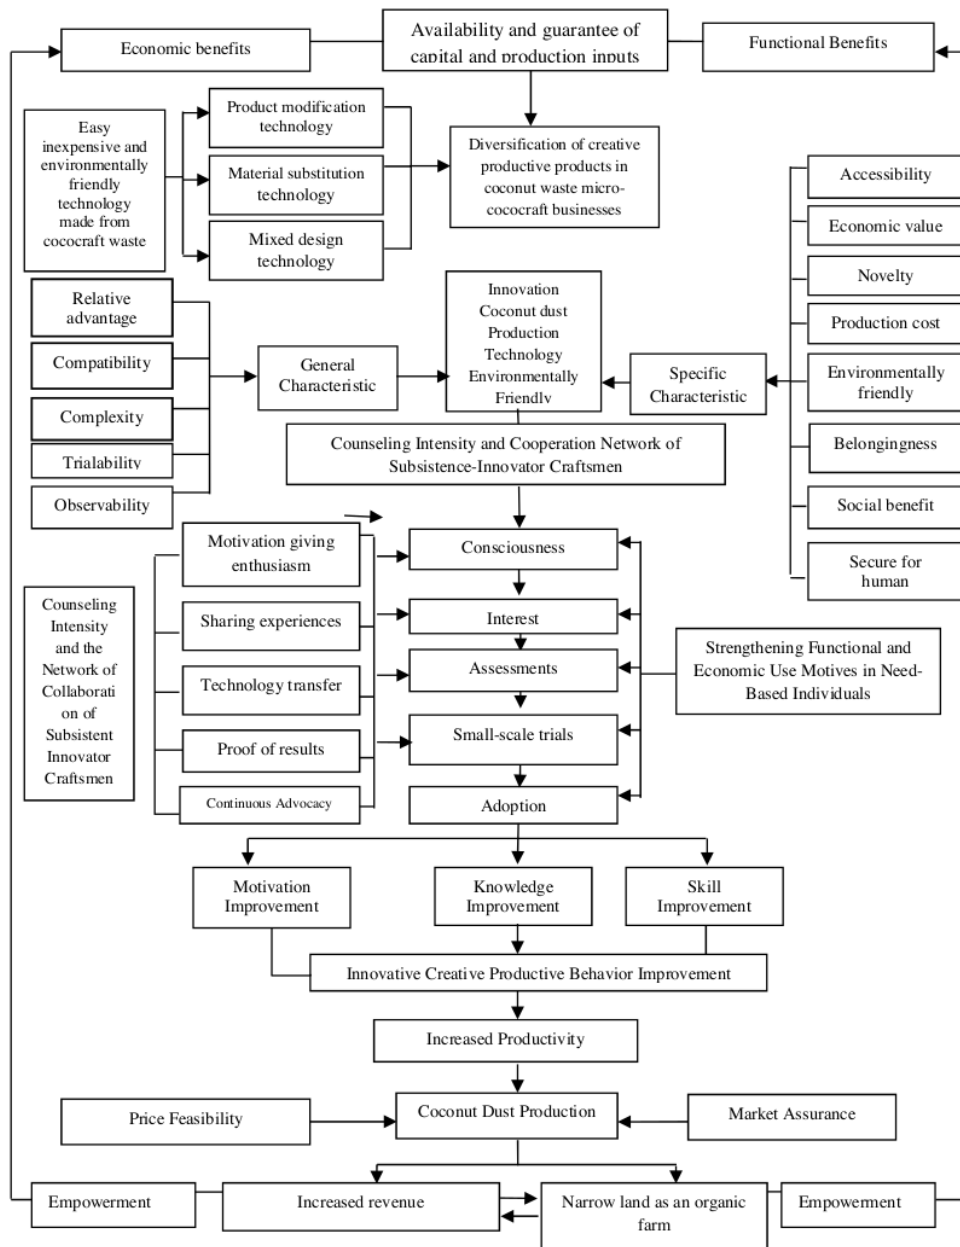 Economic benefits
Availability and guarantee of
capital and production inputs
Functional Benefits
Easy
inexpensive and
environmentally
friendly
technology
made from
cococraft waste
Product modification
technology
Material substitution
technology
Mixed design
technology
Diversification of creative
productive products in
coconut waste micro-
cococraft businesses
Accessibility
Economic value
Novelty
Production cost
Environmentally
friendly
Belongingness
Social benefit
Secure for
human
Relative
advantage
Compatibility
Complexity
Trialability
Observability
General
Characteristic
Innovation
Coconut dust
Production
Technology
Environmentally
Friendly
Specific
Characteristic
Counseling Intensity and Cooperation Network of
Subsistence-Innovator Craftsmen
Counseling
Intensity
and the
Network of
Collaborati
on of
Subsistent
Innovator
Craftsmen
Motivation giving
enthusiasm
Sharing experiences
Technology transfer
Proof of results
Continuous Advocacy
Consciousness
Interest
Assessments
Small-scale trials
Adoption
Strengthening Functional and
Economic Use Motives in Need-
Based Individuals
Motivation
Improvement
Knowledge
Improvement
Skill
Improvement
Innovative Creative Productive Behavior Improvement
Increased Productivity
Price Feasibility
Coconut Dust Production
Market Assurance
Empowerment
Increased revenue
Narrow land as an organic
farm
Empowerment